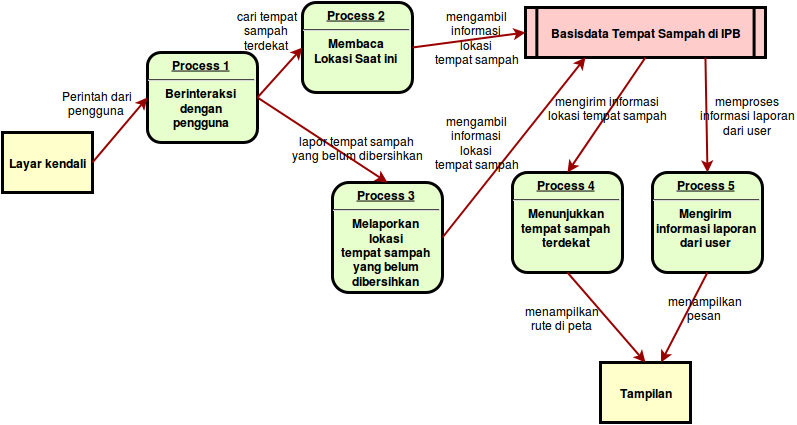 Layar kendali
Perintah dari
pengguna
Process 1
Berinteraksi
dengan
pengguna
cari tempat
sampah
terdekat
Process 2
Membaca
Lokasi Saat ini
lapor tempat sampah
yang belum dibersihkan
Process 3
Melaporkan
lokasi
tempat sampah
yang belum
dibersihkan
mengambil
informasi
lokasi
tempat sampah
mengambil
informasi
lokasi
tempat sampah
Basisdata Tempat Sampah di IPB
mengirim informasi
lokasi tempat sampah
memproses
informasi laporan
dari user
Process 4
Menunjukkan
tempat sampah
terdekat
Process 5
Mengirim
informasi laporan
dari user
menampilkan
rute di peta
menampilkan
pesan
Tampilan